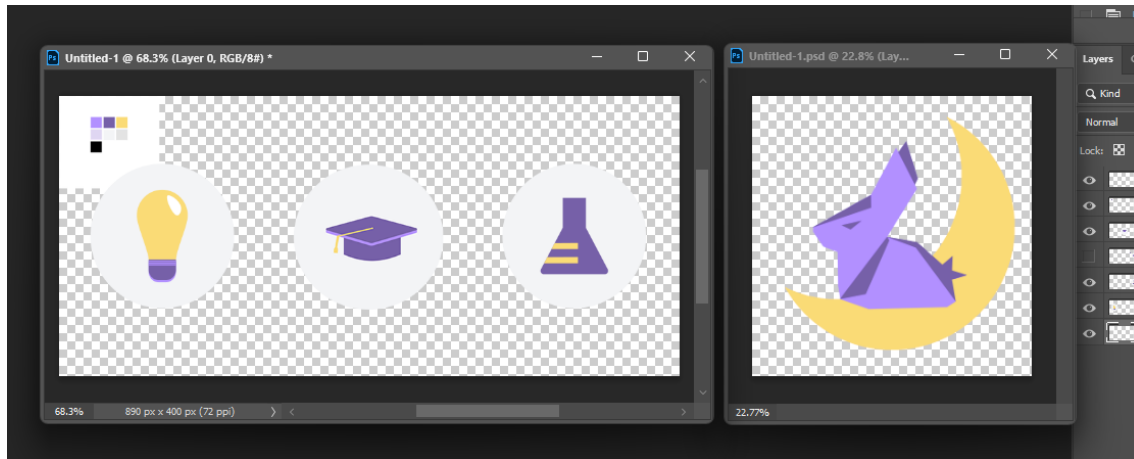 Ps Untitled-1 @ 68.3% (Layer 0, RGB/8#) *
68.3% 890 px x 400 px (72 ppi)
Ps Untitled-1.psd @ 22.8% (Lay...
22.77%
Layers
Kind
Normal
Lock: